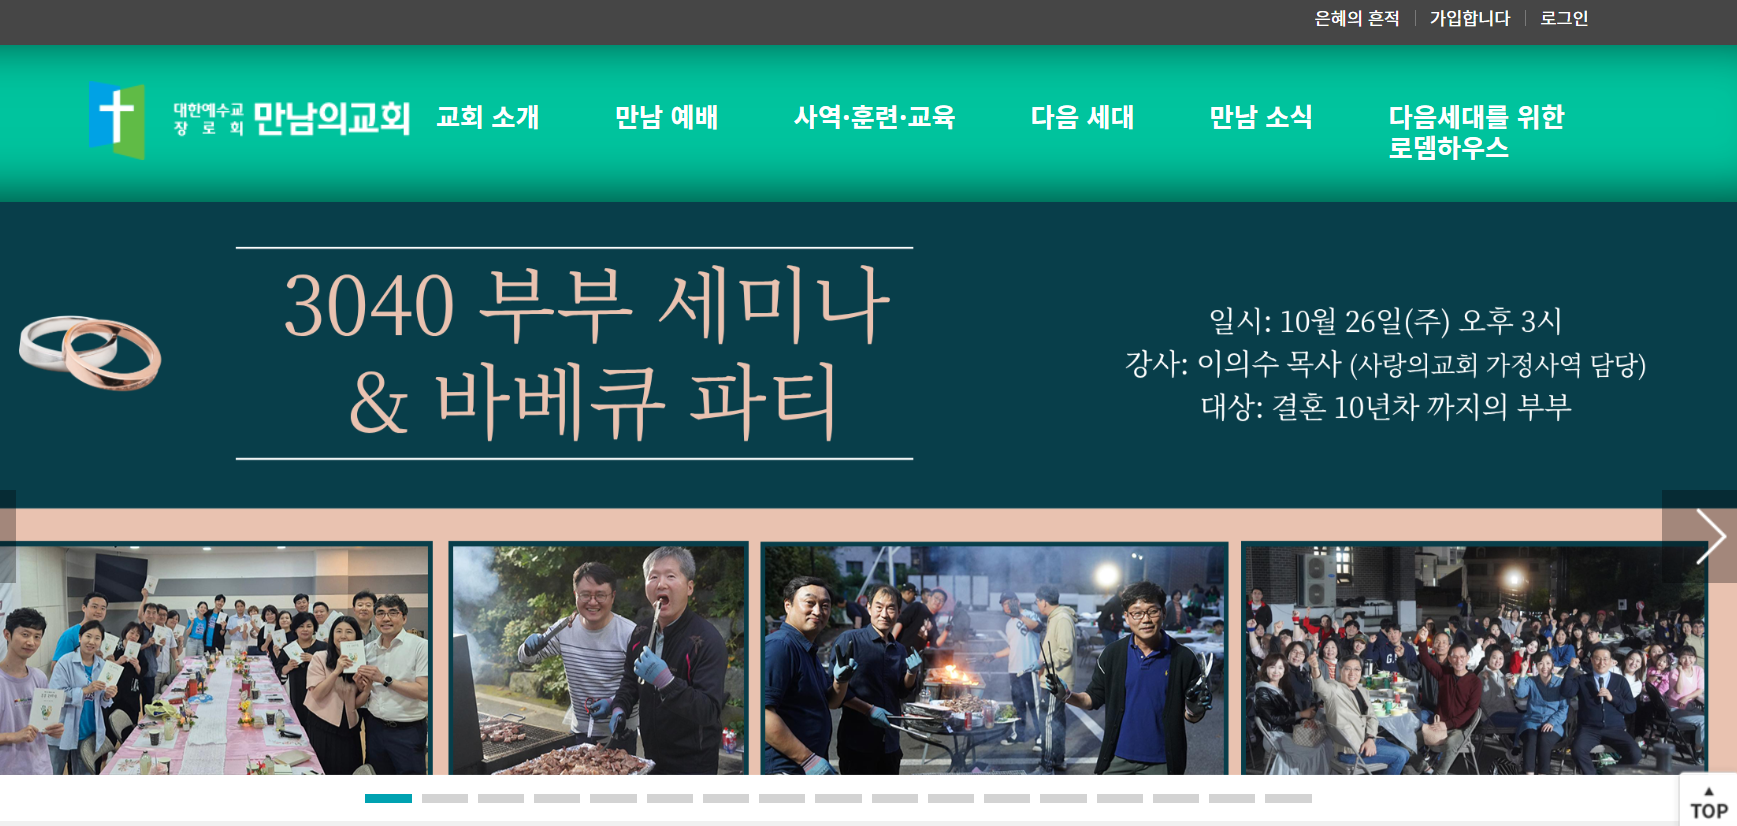 은혜의 흔적 가입합니다 로그인
대한예수교
장로회
만남의교회
교회 소개
만남 예배
사역·훈련·교육
다음 세대
만남 소식
다음세대를 위한
로뎀하우스
3040 부부 세미나
& 바베큐 파티
일시: 10월 26일(주) 오후 3시
강사: 이의수 목사 (사랑의교회 가정사역 담당)
대상: 결혼 10년차 까지의 부부
TOP